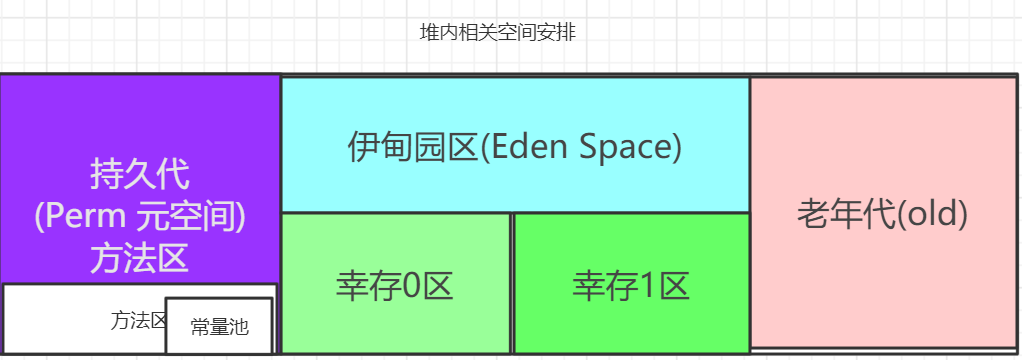 堆内相关空间安排
持久代
(Perm 元空间)
方法区
伊甸园区(Eden Space)
老年代(old)
幸存0区
幸存1区
方法区
常量池